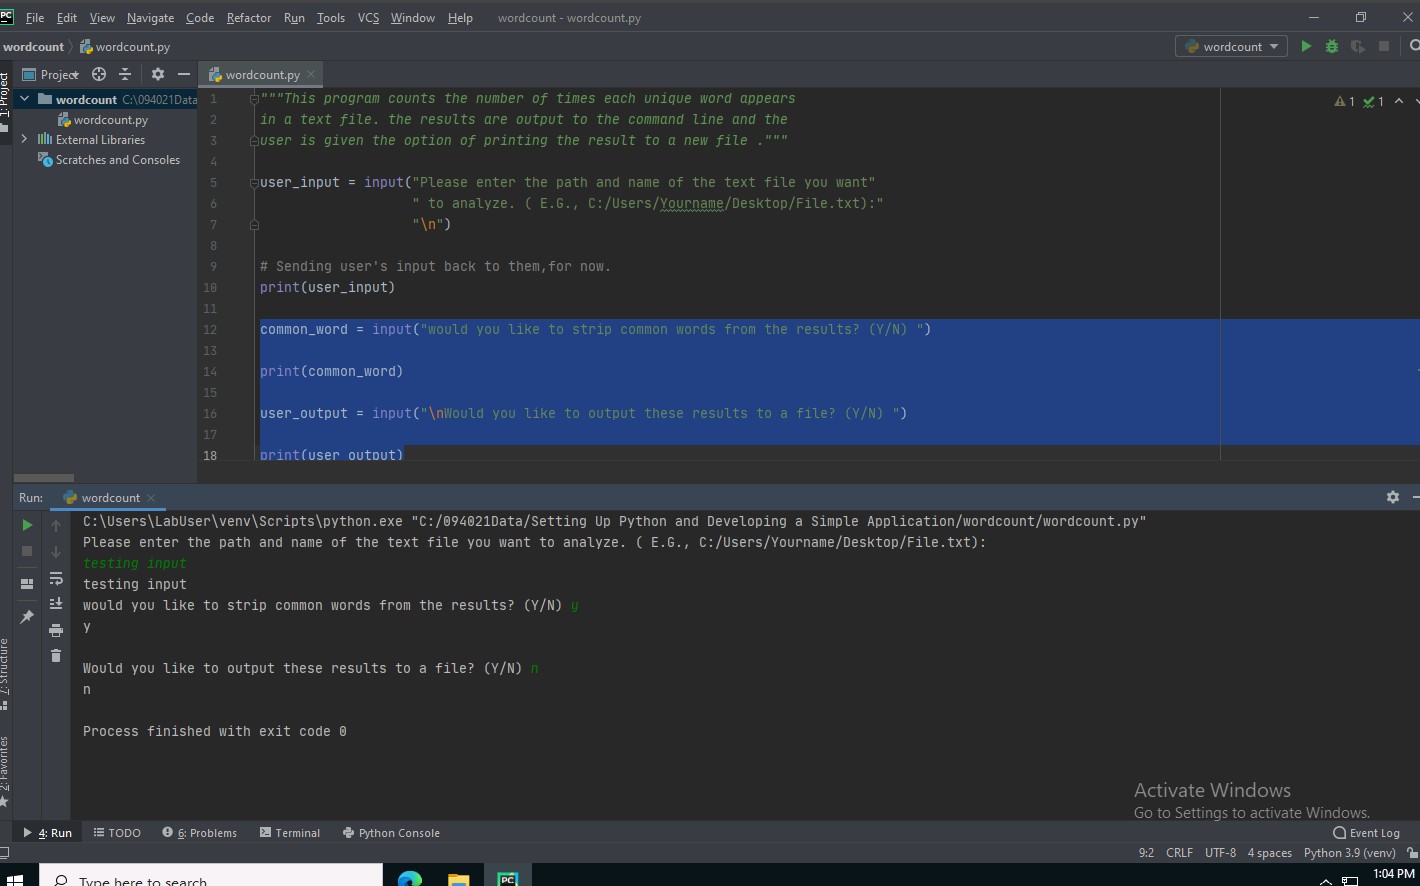 PC File Edit View Navigate Code Refactor Run Tools VCS Window Help wordcount - wordcount.py
wordcount wordcount.py wordcount
Project wordcount.py
1: Project
wordcount C:\094021Data
wordcount.py
External Libraries
Scratches and Consoles
1 """This program counts the number of times each unique word appears
2 in a text file. the results are output to the command line and the
3 user is given the option of printing the result to a new file ."""
4
5 user_input = input("Please enter the path and name of the text file you want"
6 " to analyze. ( E.G., C:/Users/Yourname/Desktop/File.txt):"
7 "\n")
8
9 # Sending user's input back to them,for now.
10 print(user_input)
11
12 common_word = input("would you like to strip common words from the results? (Y/N) ")
13
14 print(common_word)
15
16 user_output = input("\nWould you like to output these results to a file? (Y/N) ")
17
18 print(user_output)
1 1
Run: wordcount
C:\Users\LabUser\venv\Scripts\python.exe "C:/094021Data/Setting Up Python and Developing a Simple Application/wordcount/wordcount.py"
Please enter the path and name of the text file you want to analyze. ( E.G., C:/Users/Yourname/Desktop/File.txt):
testing input
testing input
would you like to strip common words from the results? (Y/N) y
y
Would you like to output these results to a file? (Y/N) n
n
Process finished with exit code 0
7: Structure
2: Favorites
Activate Windows
Go to Settings to activate Windows.
4: Run TODO 6: Problems Terminal Python Console Event Log
9:2 CRLF UTF-8 4 spaces Python 3.9 (venv)
Type here to search PC 1:04 PM